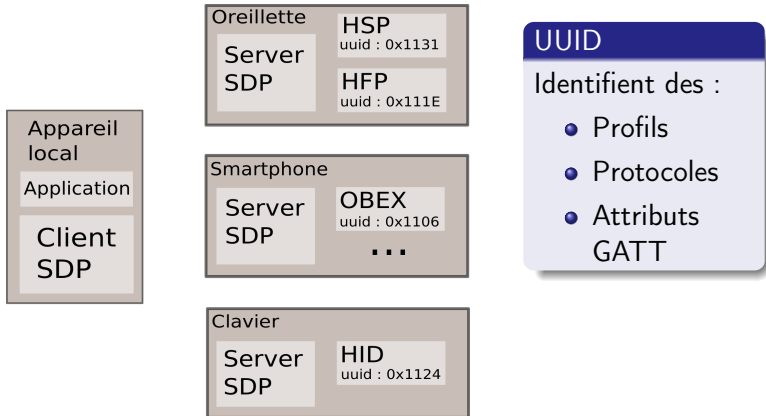 Appareil
local
Application
Client
SDP
Oreillette
Server
SDP
HSP
uuid : 0x1131
HFP
uuid : 0x111E
Smartphone
Server
SDP
OBEX
uuid : 0x1106
...
Clavier
Server
SDP
HID
uuid : 0x1124
UUID
Identifient des :
Profils
Protocoles
Attributs
GATT